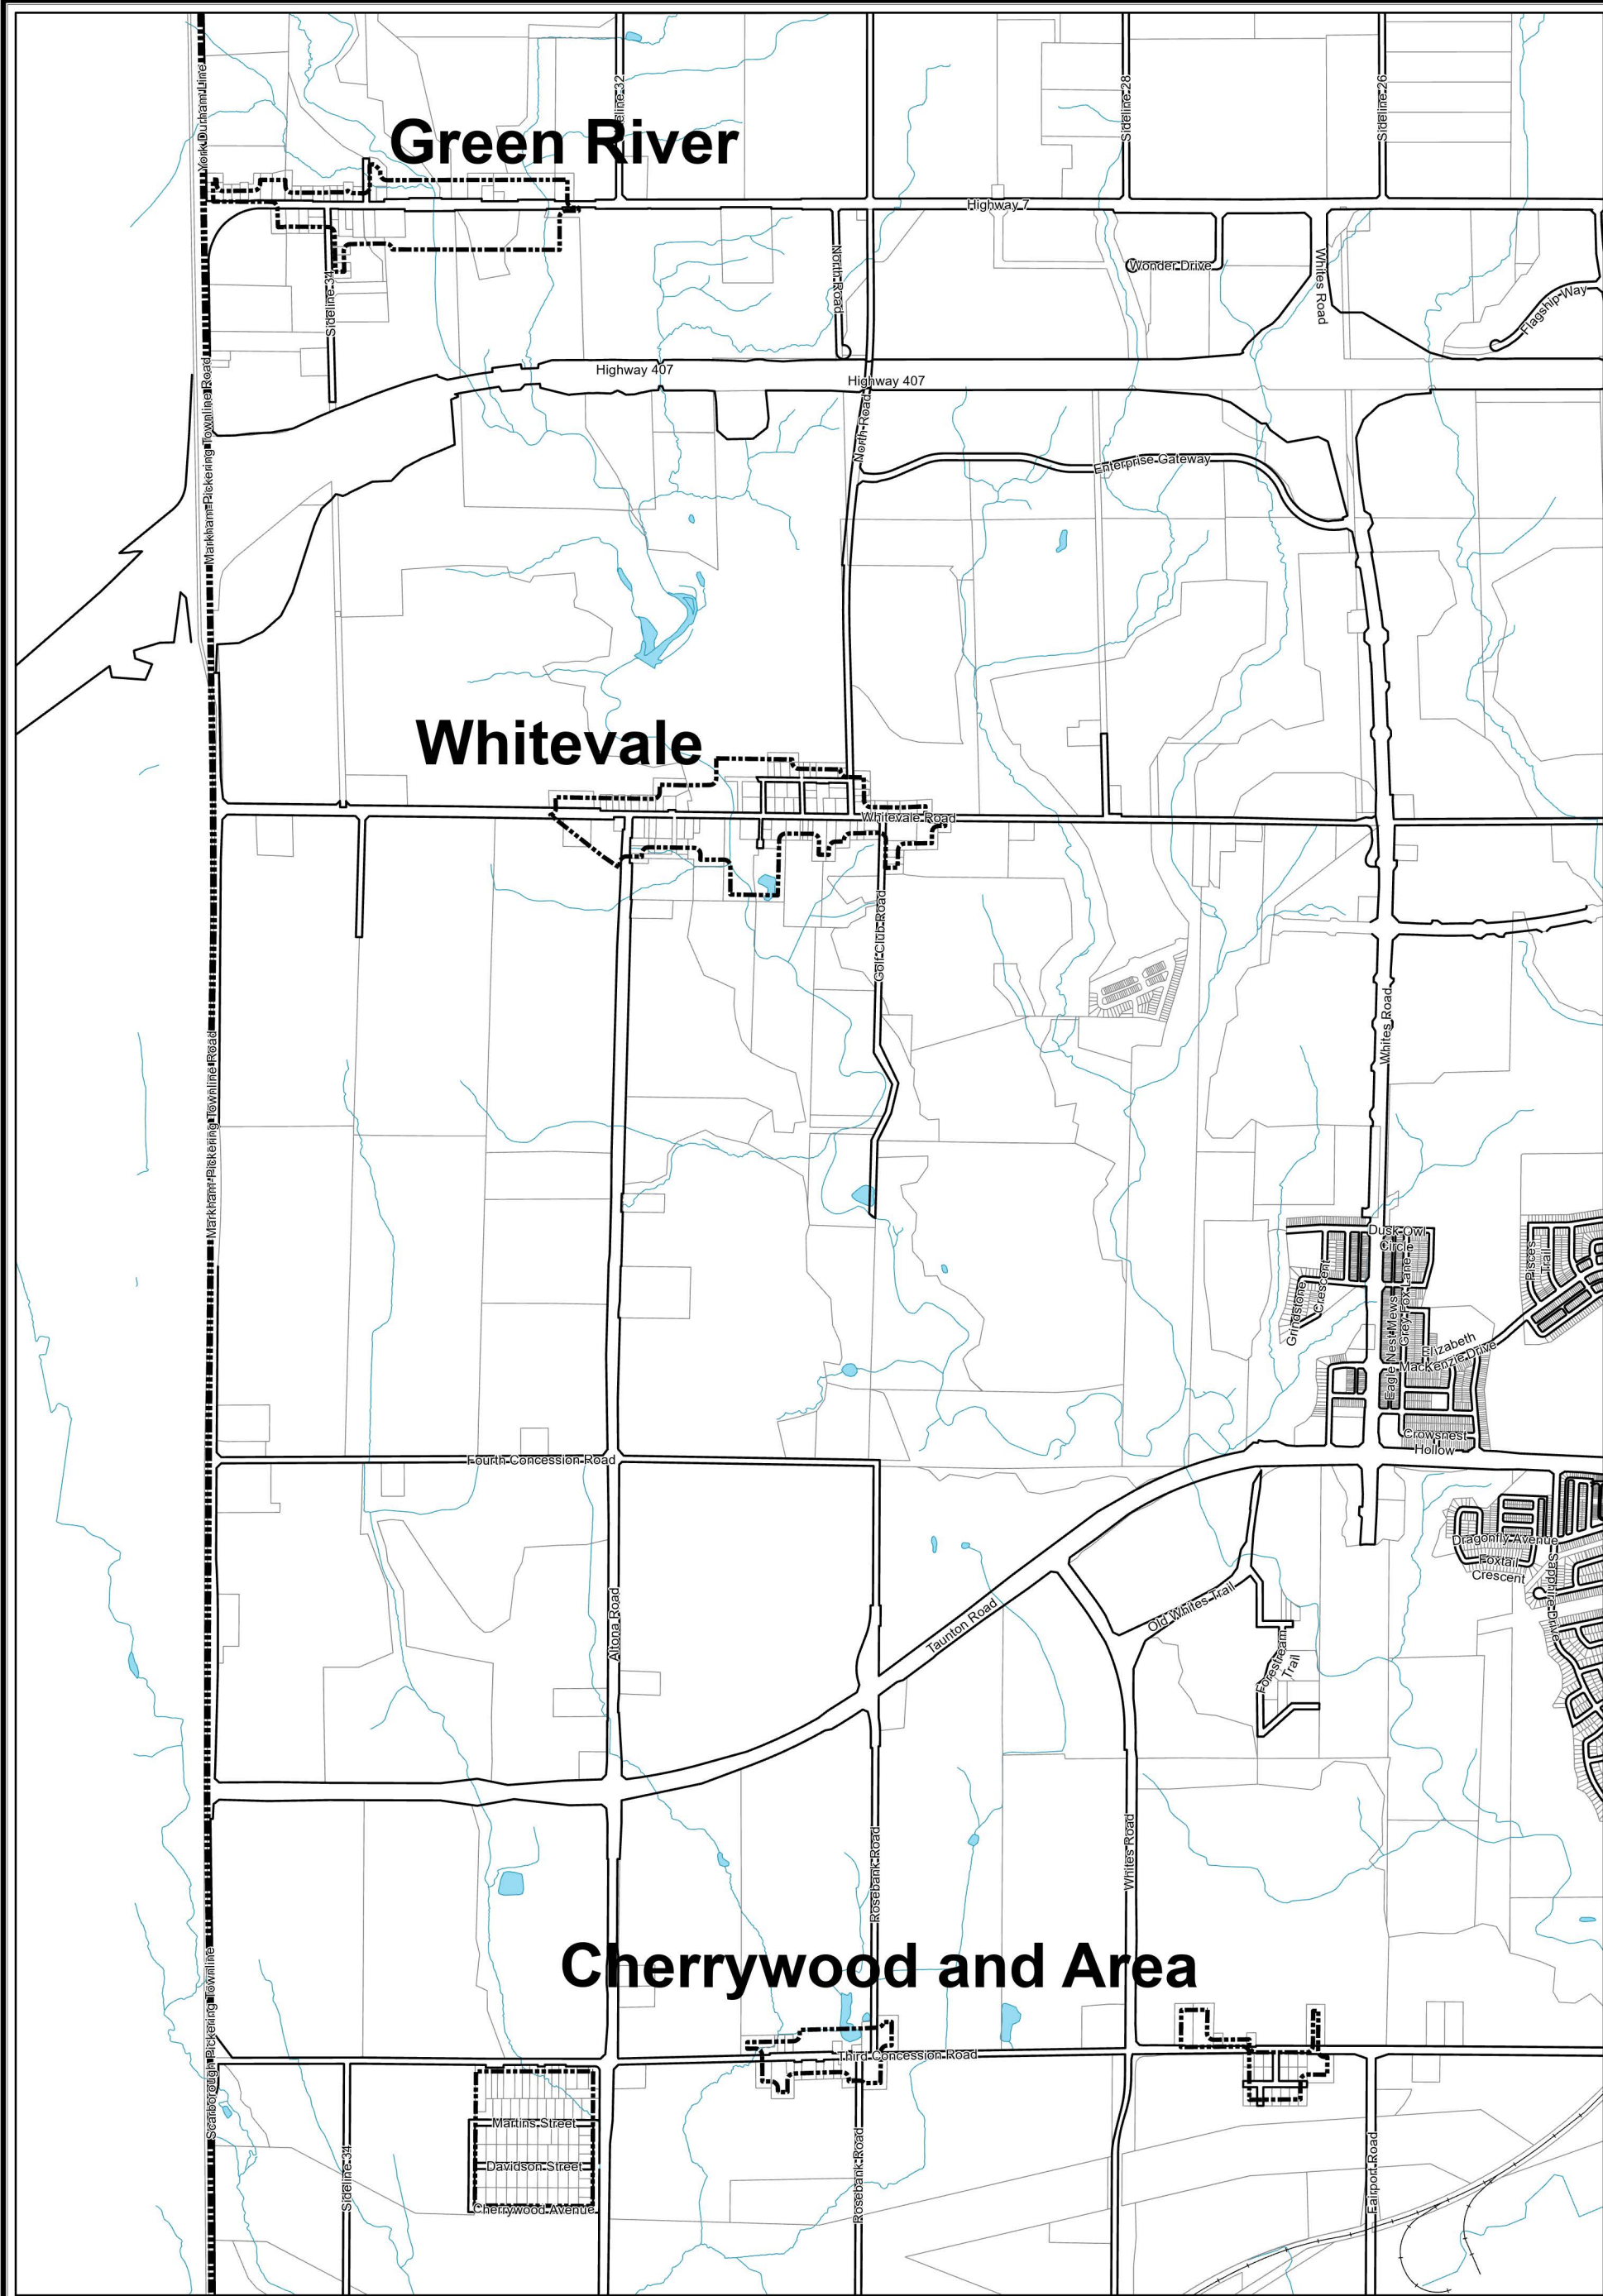 York Durham Line
Sideline 32
Sideline 28
Sideline 26
Green River
Highway 7
Sideline 34
North Road
Wonder Drive
Whites Road
Flagship Way
Highway 407
Highway 407
Markham-Pickering Townline Road
North Road
Enterprise Gateway
Whitevale
Whitevale Road
Golf Club Road
Whites Road
Markham-Pickering Townline Road
Dusk Owl
Circle
Pisces
Trail
Grindstone
Crescent
Eagle Nest Mews
Grey Fox Lane
Elizabeth
MacKenzie Drive
Crowsnest
Hollow
Fourth Concession Road
Dragonfly Avenue
Foxtail
Crescent
Sapphire Drive
Altona Road
Taunton Road
Old Whites Trail
Forestream
Trail
Rosebank Road
Whites Road
Cherrywood and Area
Scarborough-Pickering Townline
Third Concession Road
Martins Street
Davidson Street
Cherrywood Avenue
Sideline 34
Rosebank Road
Fairport Road